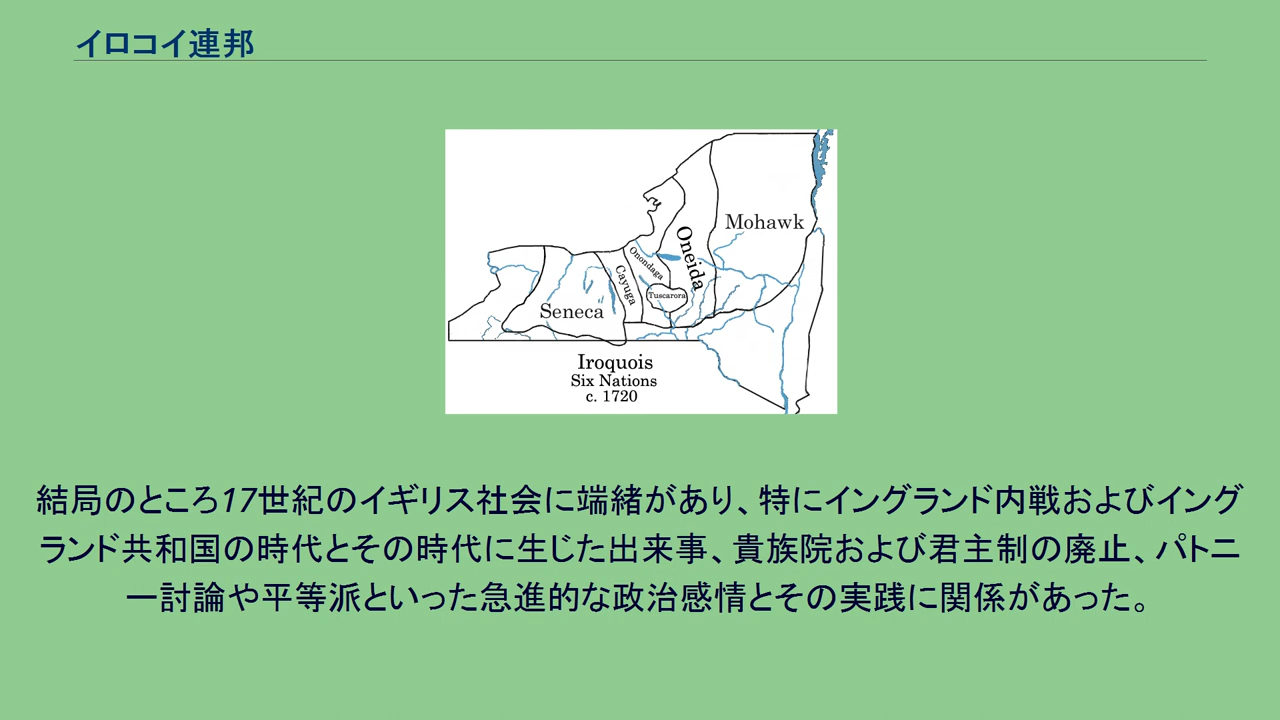 イロコイ連邦
Mohawk
Oneida
Onondaga
Cayuga
Tuscarora
Seneca
Iroquois
Six Nations
c. 1720
結局のところ17世紀のイギリス社会に端緒があり、特にイングランド内戦およびイング
ランド共和国の時代とその時代に生じた出来事、貴族院および君主制の廃止、パトニ
ー討論や平等派といった急進的な政治感情とその実践に関係があった。